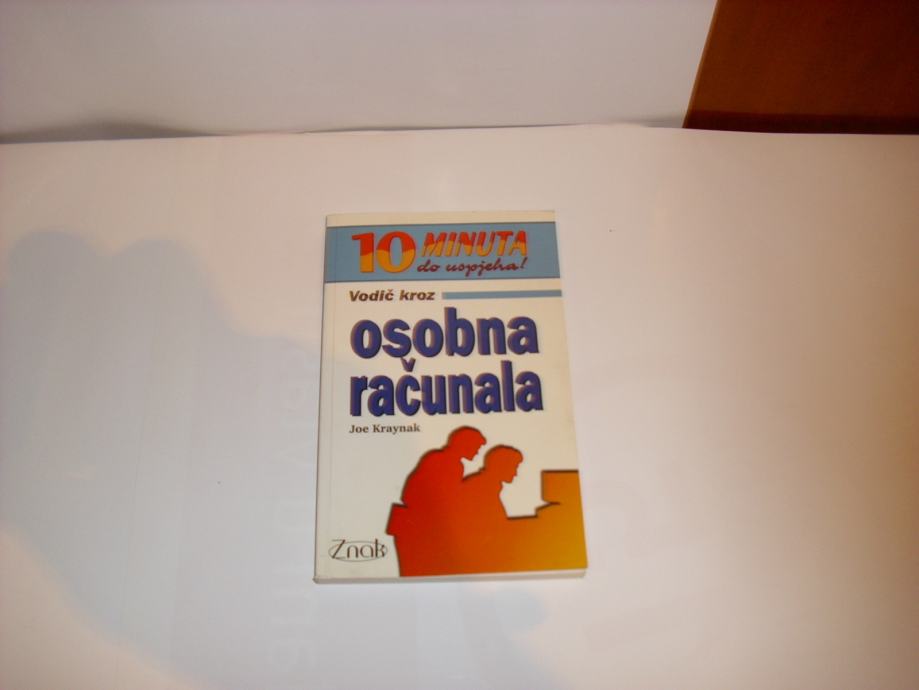 10 MINUTA
do uspjeha!
Vodič kroz
osobna
računala
Joe Kraynak
Znak